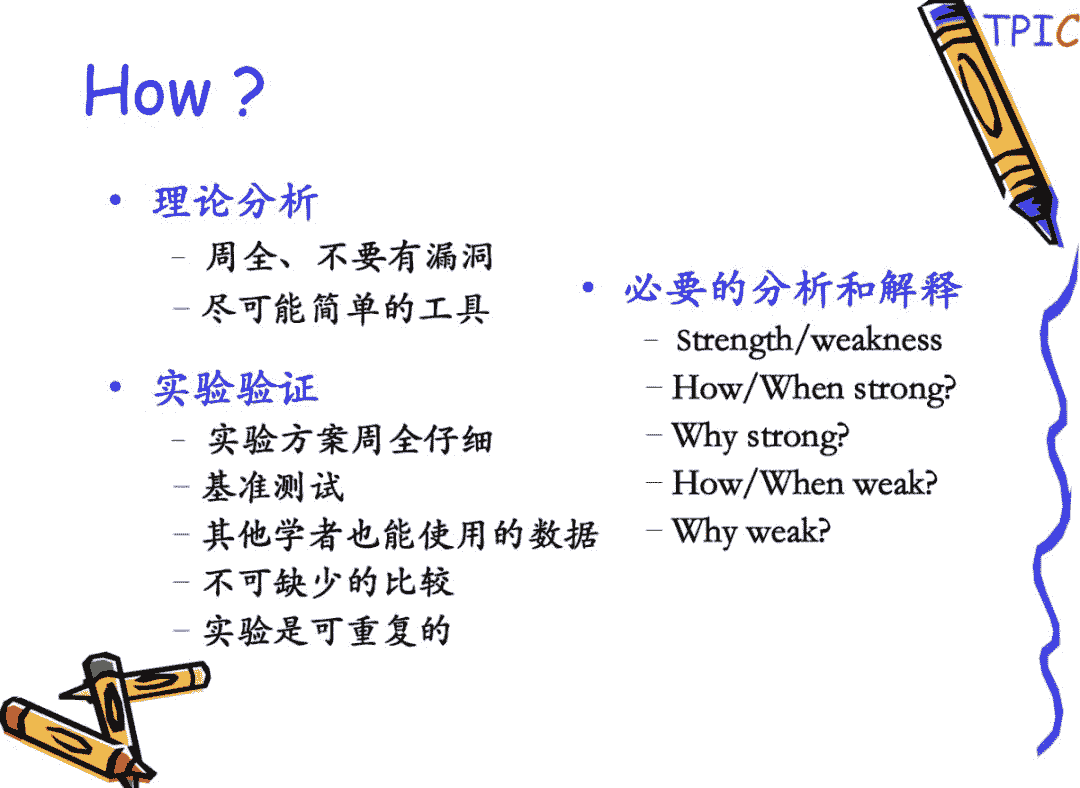 TPIC
How ?
• 理论分析
– 周全、不要有漏洞
– 尽可能简单的工具
• 实验验证
– 实验方案周全仔细
– 基准测试
– 其他学者也能使用的数据
– 不可缺少的比较
– 实验是可重复的
• 必要的分析和解释
– Strength/weakness
– How/When strong?
– Why strong?
– How/When weak?
– Why weak?